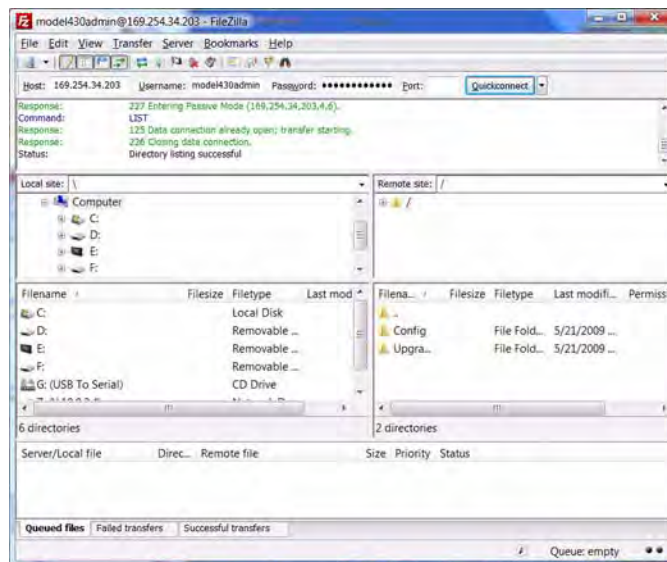 model430admin@169.254.34.203 - FileZilla
File Edit View Transfer Server Bookmarks Help
Host: 169.254.34.203 Username: model430admin Password: ●●●●●●●●●●●● Port: Quickconnect
Response: 227 Entering Passive Mode (169,254,34,203,4,6).
Command: LIST
Response: 125 Data connection already open; transfer starting.
Response: 226 Closing data connection.
Status: Directory listing successful
Local site: \ Remote site: /
Computer /
C:
D:
E:
F:
Filename Filesize Filetype Last mod Filena... Filesize Filetype Last modifi... Permiss
C: Local Disk ..
D: Removable ... Config File Fold... 5/21/2009 ...
E: Removable ... Upgra... File Fold... 5/21/2009 ...
F: Removable ...
G: (USB To Serial) CD Drive
6 directories 2 directories
Server/Local file Direc... Remote file Size Priority Status
Queued files Failed transfers Successful transfers
Queue: empty